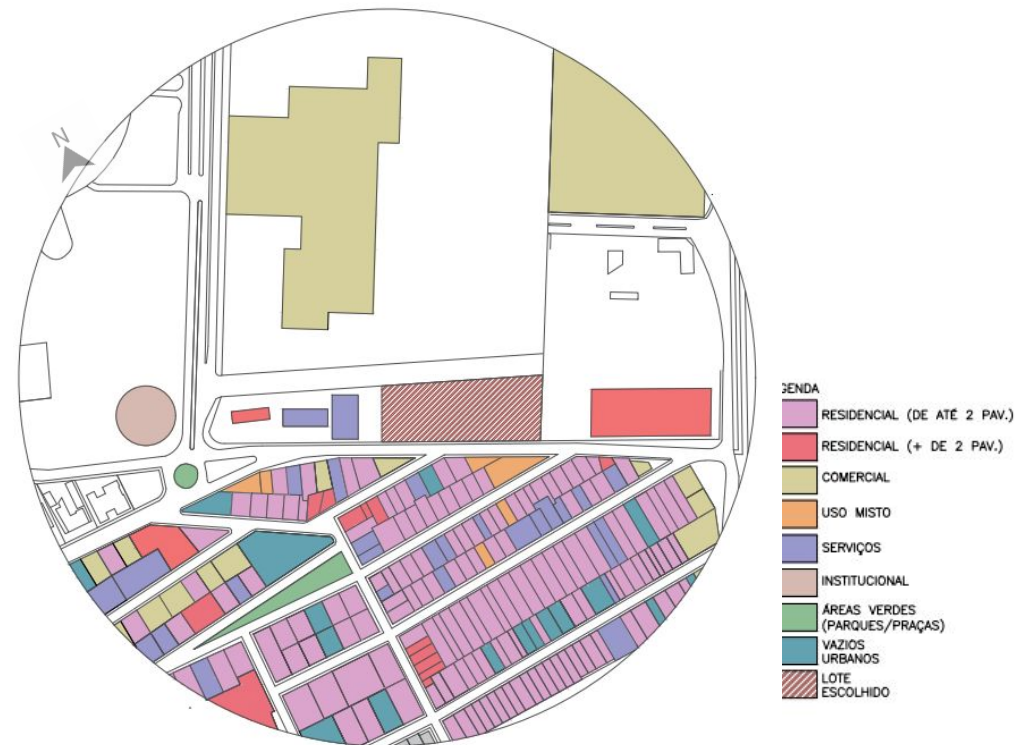 N
GENDA
RESIDENCIAL (DE ATÉ 2 PAV.)
RESIDENCIAL (+ DE 2 PAV.)
COMERCIAL
USO MISTO
SERVIÇOS
INSTITUCIONAL
ÁREAS VERDES
(PARQUES/PRAÇAS)
VAZIOS
URBANOS
LOTE
ESCOLHIDO